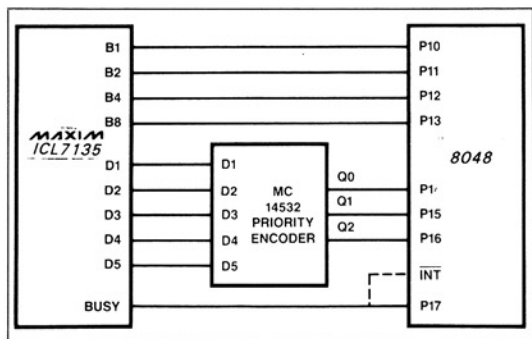 B1
B2
B4
B8
MAXIM
ICL7135
D1
D2
D3
D4
D5
BUSY
D1
D2
D3
D4
D5
MC
14532
PRIORITY
ENCODER
Q0
Q1
Q2
P10
P11
P12
P13
8048
P15
P16
INT
P17